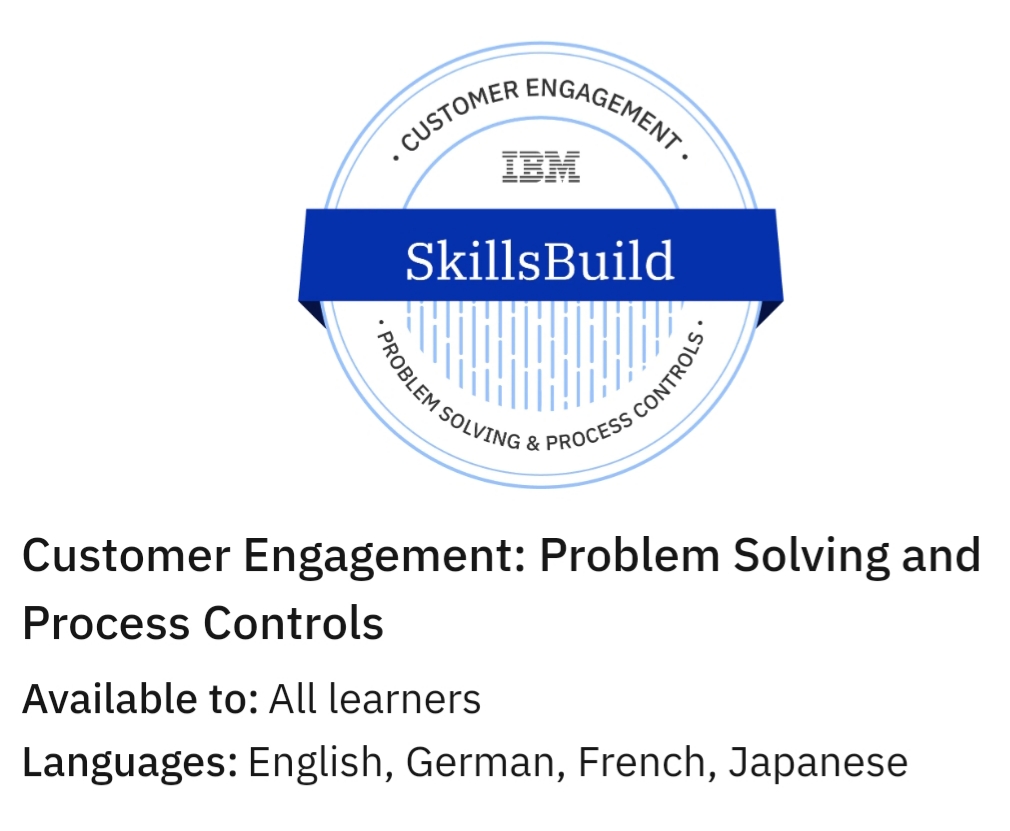 · CUSTOMER ENGAGEMENT ·
IBM
SkillsBuild
· PROBLEM SOLVING & PROCESS CONTROLS ·
Customer Engagement: Problem Solving and
Process Controls
Available to: All learners
Languages: English, German, French, Japanese